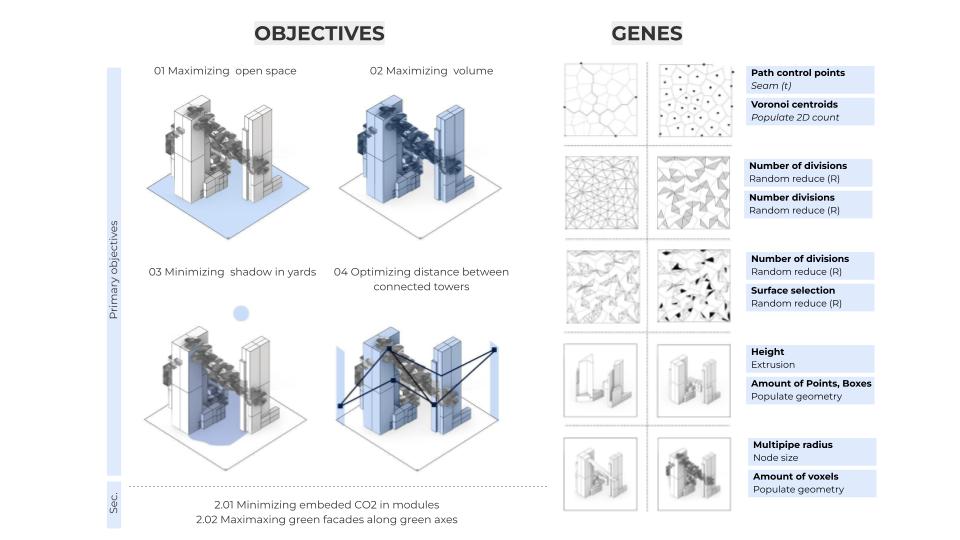 OBJECTIVES
01 Maximizing open space
02 Maximizing volume
Primary objectives
03 Minimizing shadow in yards
04 Optimizing distance between
connected towers
Sec.
2.01 Minimizing embeded CO2 in modules
2.02 Maximaxing green facades along green axes
GENES
Path control points
Seam (t)
Voronoi centroids
Populate 2D count
Number of divisions
Random reduce (R)
Number divisions
Random reduce (R)
Number of divisions
Random reduce (R)
Surface selection
Random reduce (R)
Height
Extrusion
Amount of Points, Boxes
Populate geometry
Multipipe radius
Node size
Amount of voxels
Populate geometry